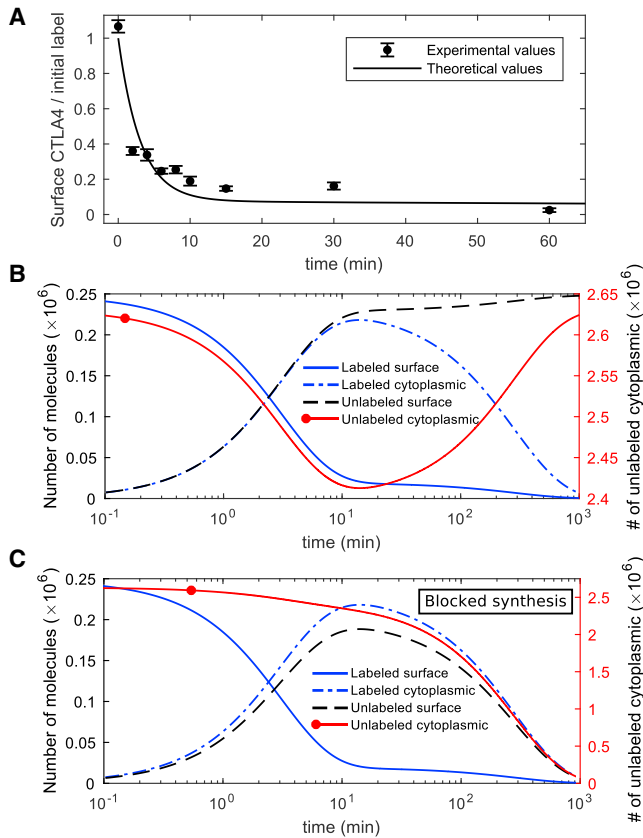 A
Surface CTLA4 / initial label
1
0.8
0.6
0.4
0.2
0
0 10 20 30 40 50 60
time (min)
Experimental values
Theoretical values
B
Number of molecules (×10^6)
0.25
0.2
0.15
0.1
0.05
0
10^-1 10^0 10^1 10^2 10^3
time (min)
Labeled surface
Labeled cytoplasmic
Unlabeled surface
Unlabeled cytoplasmic
2.65
2.6
2.55
2.5
2.45
2.4
# of unlabeled cytoplasmic (×10^6)
C
Number of molecules (×10^6)
0.25
0.2
0.15
0.1
0.05
0
10^-1 10^0 10^1 10^2 10^3
time (min)
Blocked synthesis
Labeled surface
Labeled cytoplasmic
Unlabeled surface
Unlabeled cytoplasmic
2.5
2
1.5
1
0.5
0
# of unlabeled cytoplasmic (×10^6)